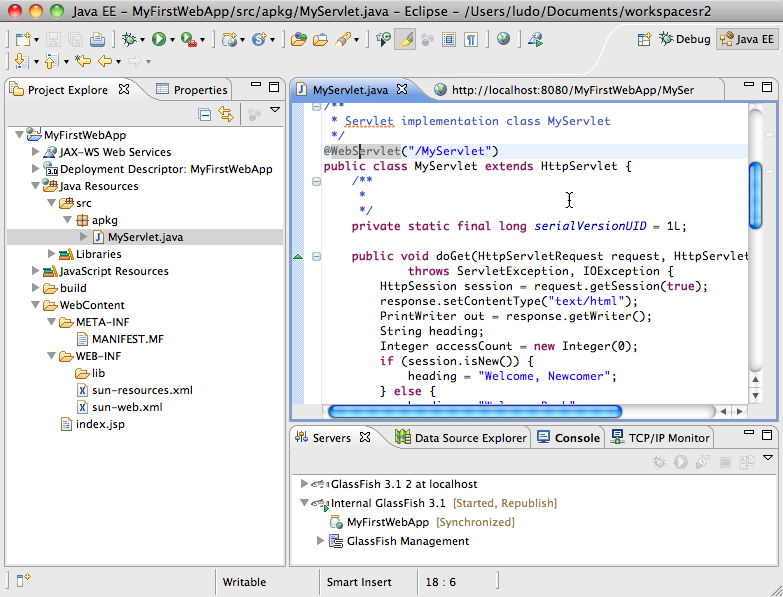 Java EE - MyFirstWebApp/src/apkg/MyServlet.java - Eclipse - /Users/ludo/Documents/workspacesr2
Debug
Java EE
Project Explore
Properties
MyFirstWebApp
JAX-WS Web Services
3.0 Deployment Descriptor: MyFirstWebApp
Java Resources
src
apkg
MyServlet.java
Libraries
JavaScript Resources
build
WebContent
META-INF
MANIFEST.MF
WEB-INF
lib
sun-resources.xml
sun-web.xml
index.jsp
MyServlet.java
http://localhost:8080/MyFirstWebApp/MySer
/**
* Servlet implementation class MyServlet
*/
@WebServlet("/MyServlet")
public class MyServlet extends HttpServlet {
/**
*
*/
private static final long serialVersionUID = 1L;
public void doGet(HttpServletRequest request, HttpServlet
throws ServletException, IOException {
HttpSession session = request.getSession(true);
response.setContentType("text/html");
PrintWriter out = response.getWriter();
String heading;
Integer accessCount = new Integer(0);
if (session.isNew()) {
heading = "Welcome, Newcomer";
} else {
Servers
Data Source Explorer
Console
TCP/IP Monitor
GlassFish 3.1 2 at localhost
Internal GlassFish 3.1 [Started, Republish]
MyFirstWebApp [Synchronized]
GlassFish Management
Writable
Smart Insert
18 : 6